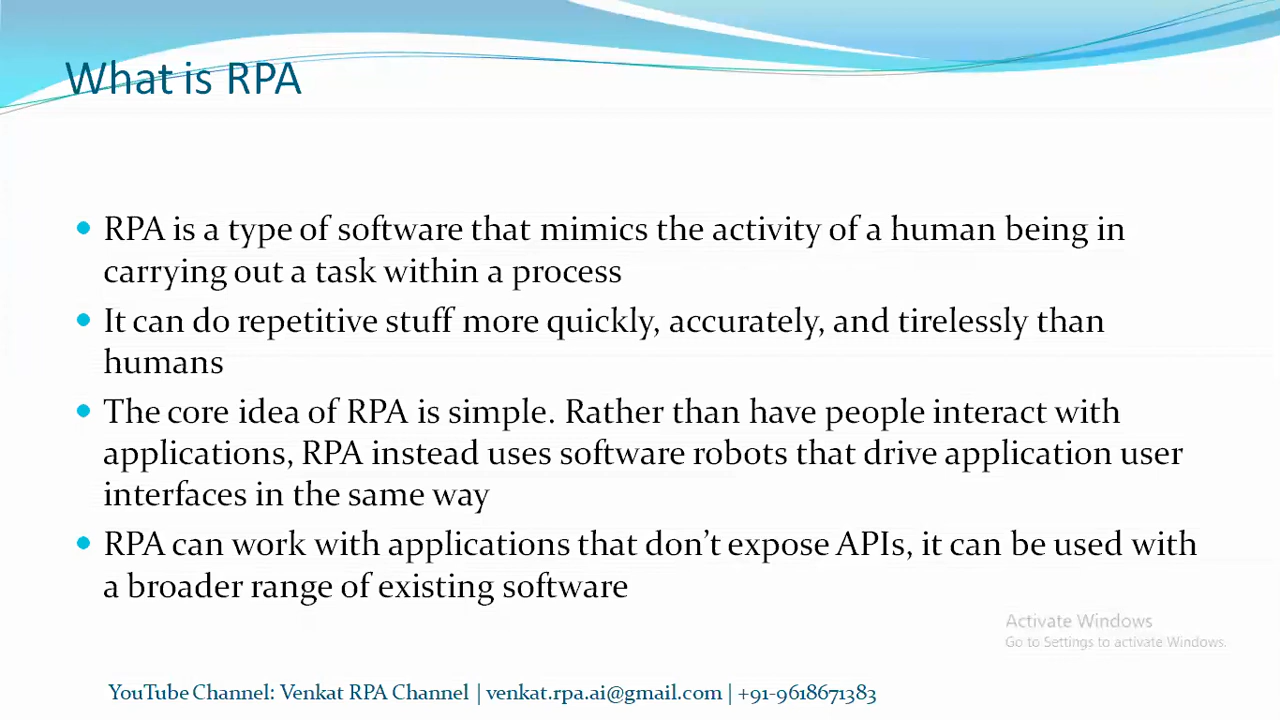 What is RPA
RPA is a type of software that mimics the activity of a human being in
carrying out a task within a process
It can do repetitive stuff more quickly, accurately, and tirelessly than
humans
The core idea of RPA is simple. Rather than have people interact with
applications, RPA instead uses software robots that drive application user
interfaces in the same way
RPA can work with applications that don’t expose APIs, it can be used with
a broader range of existing software
Activate Windows
Go to Settings to activate Windows.
YouTube Channel: Venkat RPA Channel | venkat.rpa.ai@gmail.com | +91-9618671383